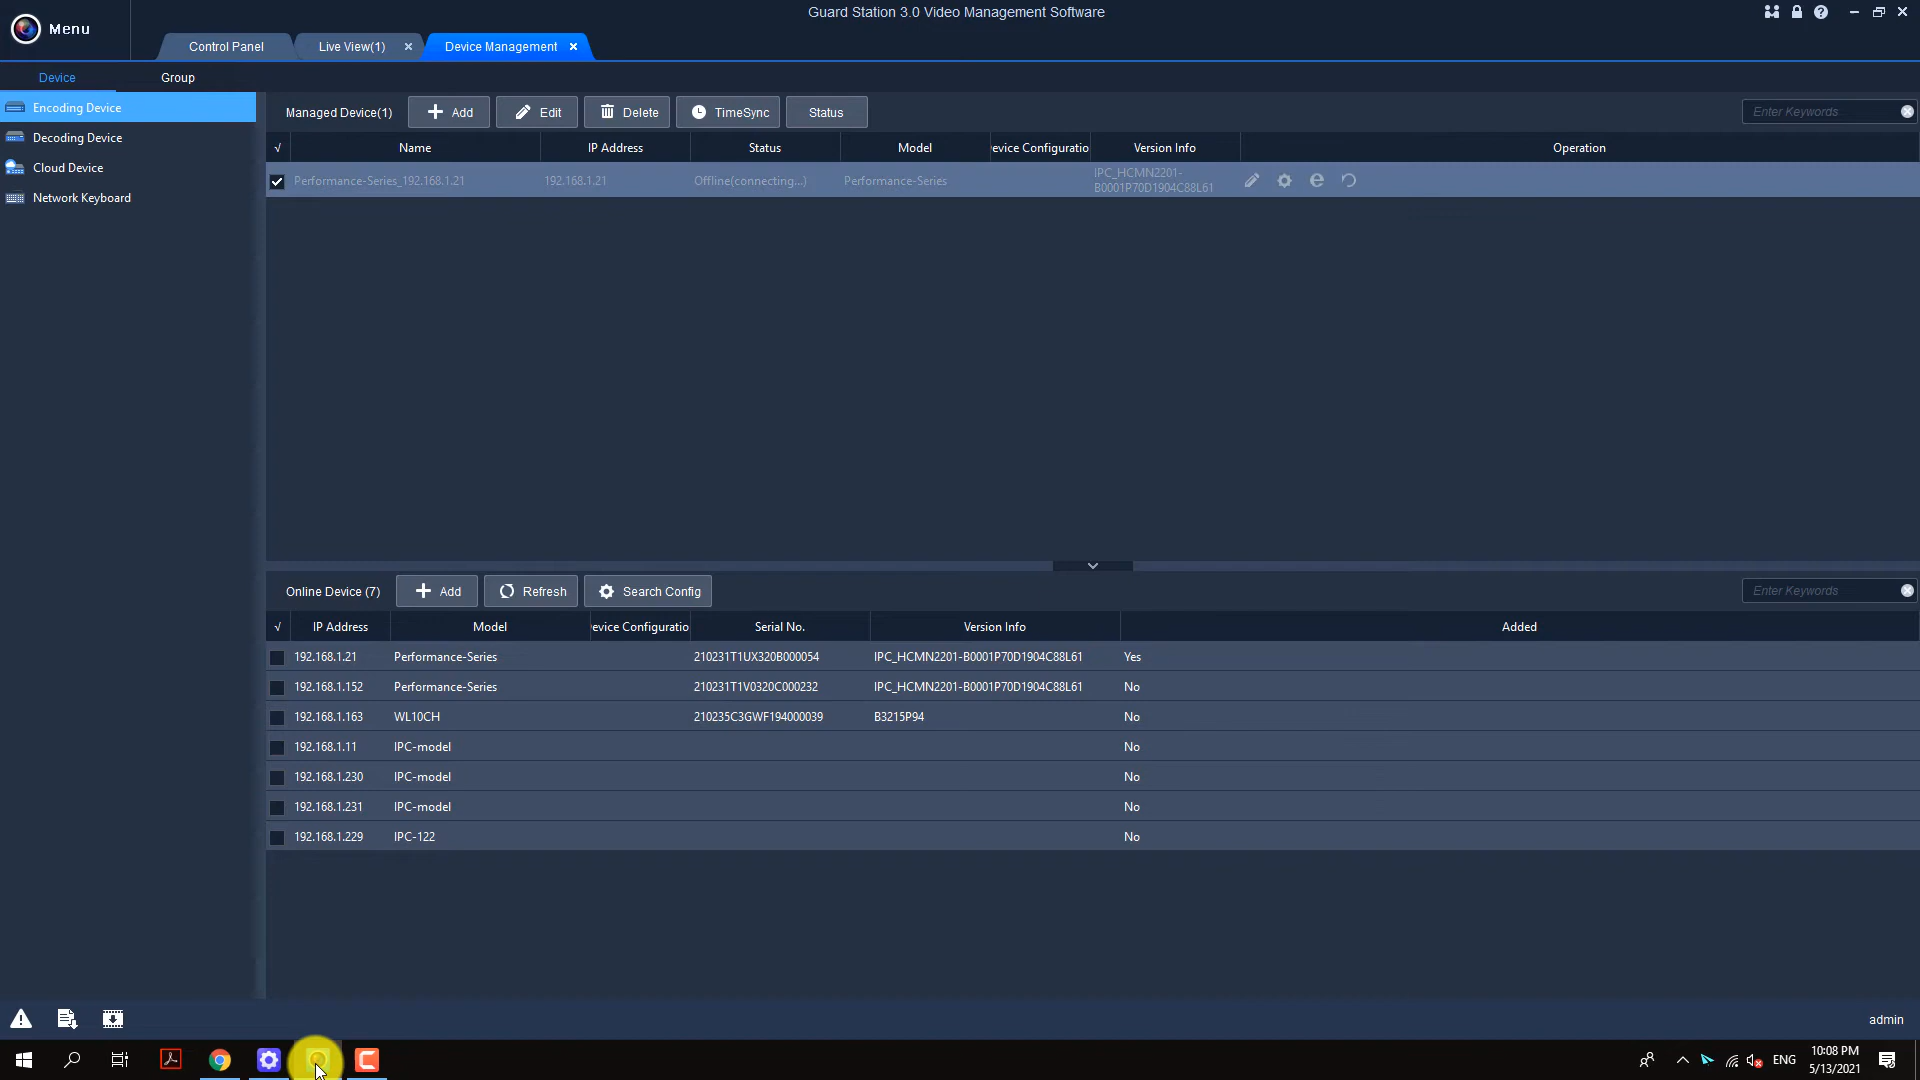 Guard Station 3.0 Video Management Software
Menu
Control Panel
Live View(1)
Device Management
Device
Group
Encoding Device
Decoding Device
Cloud Device
Network Keyboard
Managed Device(1)
Add
Edit
Delete
TimeSync
Status
Enter Keywords
√ Name IP Address Status Model evice Configuratio Version Info Operation
Performance-Series_192.168.1.21 192.168.1.21 Offline(connecting...) Performance-Series IPC_HCMN2201-
B0001P70D1904C88L61
Online Device (7)
Add
Refresh
Search Config
Enter Keywords
√ IP Address Model evice Configuratio Serial No. Version Info Added
192.168.1.21 Performance-Series 210231T1UX320B000054 IPC_HCMN2201-B0001P70D1904C88L61 Yes
192.168.1.152 Performance-Series 210231T1V0320C000232 IPC_HCMN2201-B0001P70D1904C88L61 No
192.168.1.163 WL10CH 210235C3GWF194000039 B3215P94 No
192.168.1.11 IPC-model No
192.168.1.230 IPC-model No
192.168.1.231 IPC-model No
192.168.1.229 IPC-122 No
admin
ENG
10:08 PM
5/13/2021